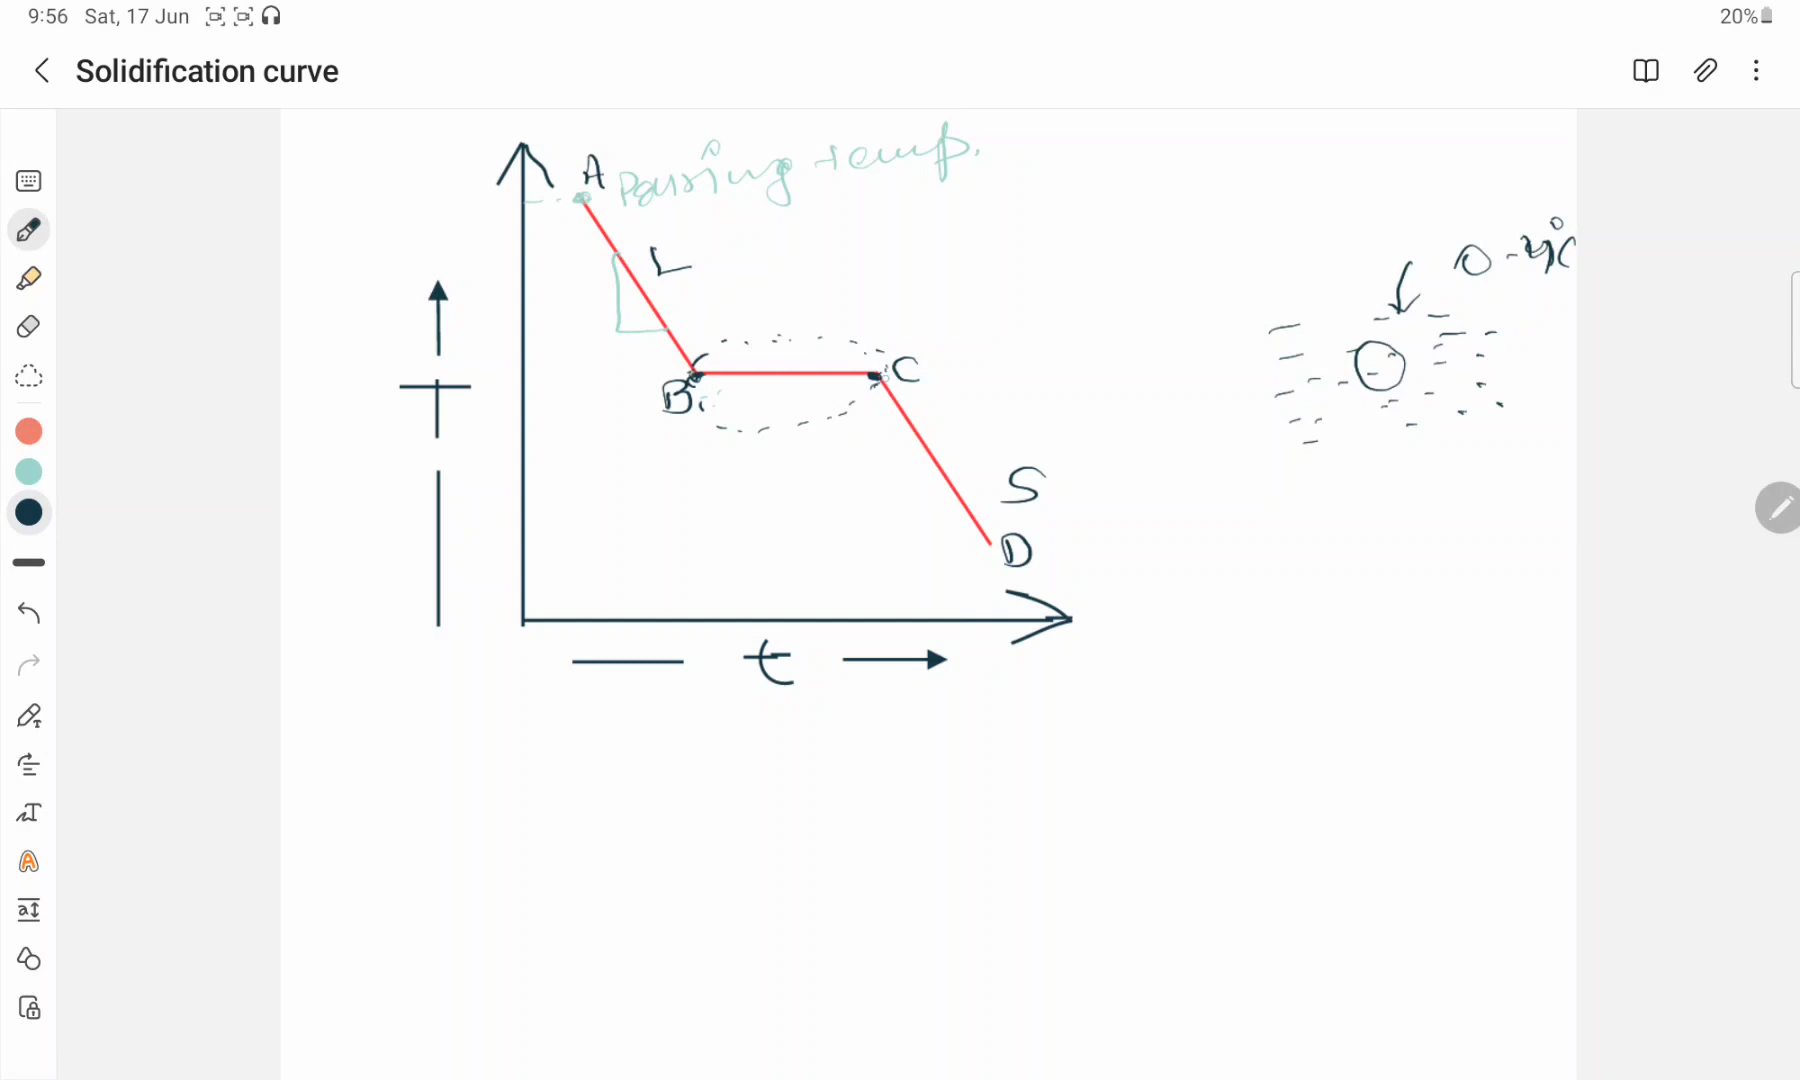 9:56 Sat, 17 Jun
20%
Solidification curve
A
Pouring temp.
L
B
C
S
D
T
t